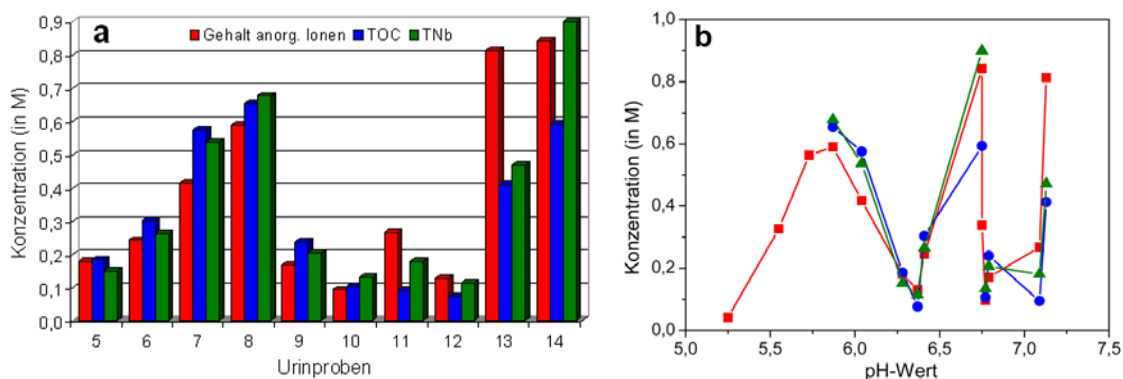 a
Gehalt anorg. Ionen TOC TNb
Konzentration (in M)
0,9
0,8
0,7
0,6
0,5
0,4
0,3
0,2
0,1
0,0
5 6 7 8 9 10 11 12 13 14
Urinproben
b
Konzentration (in M)
1,0
0,8
0,6
0,4
0,2
0,0
5,0 5,5 6,0 6,5 7,0 7,5
pH-Wert